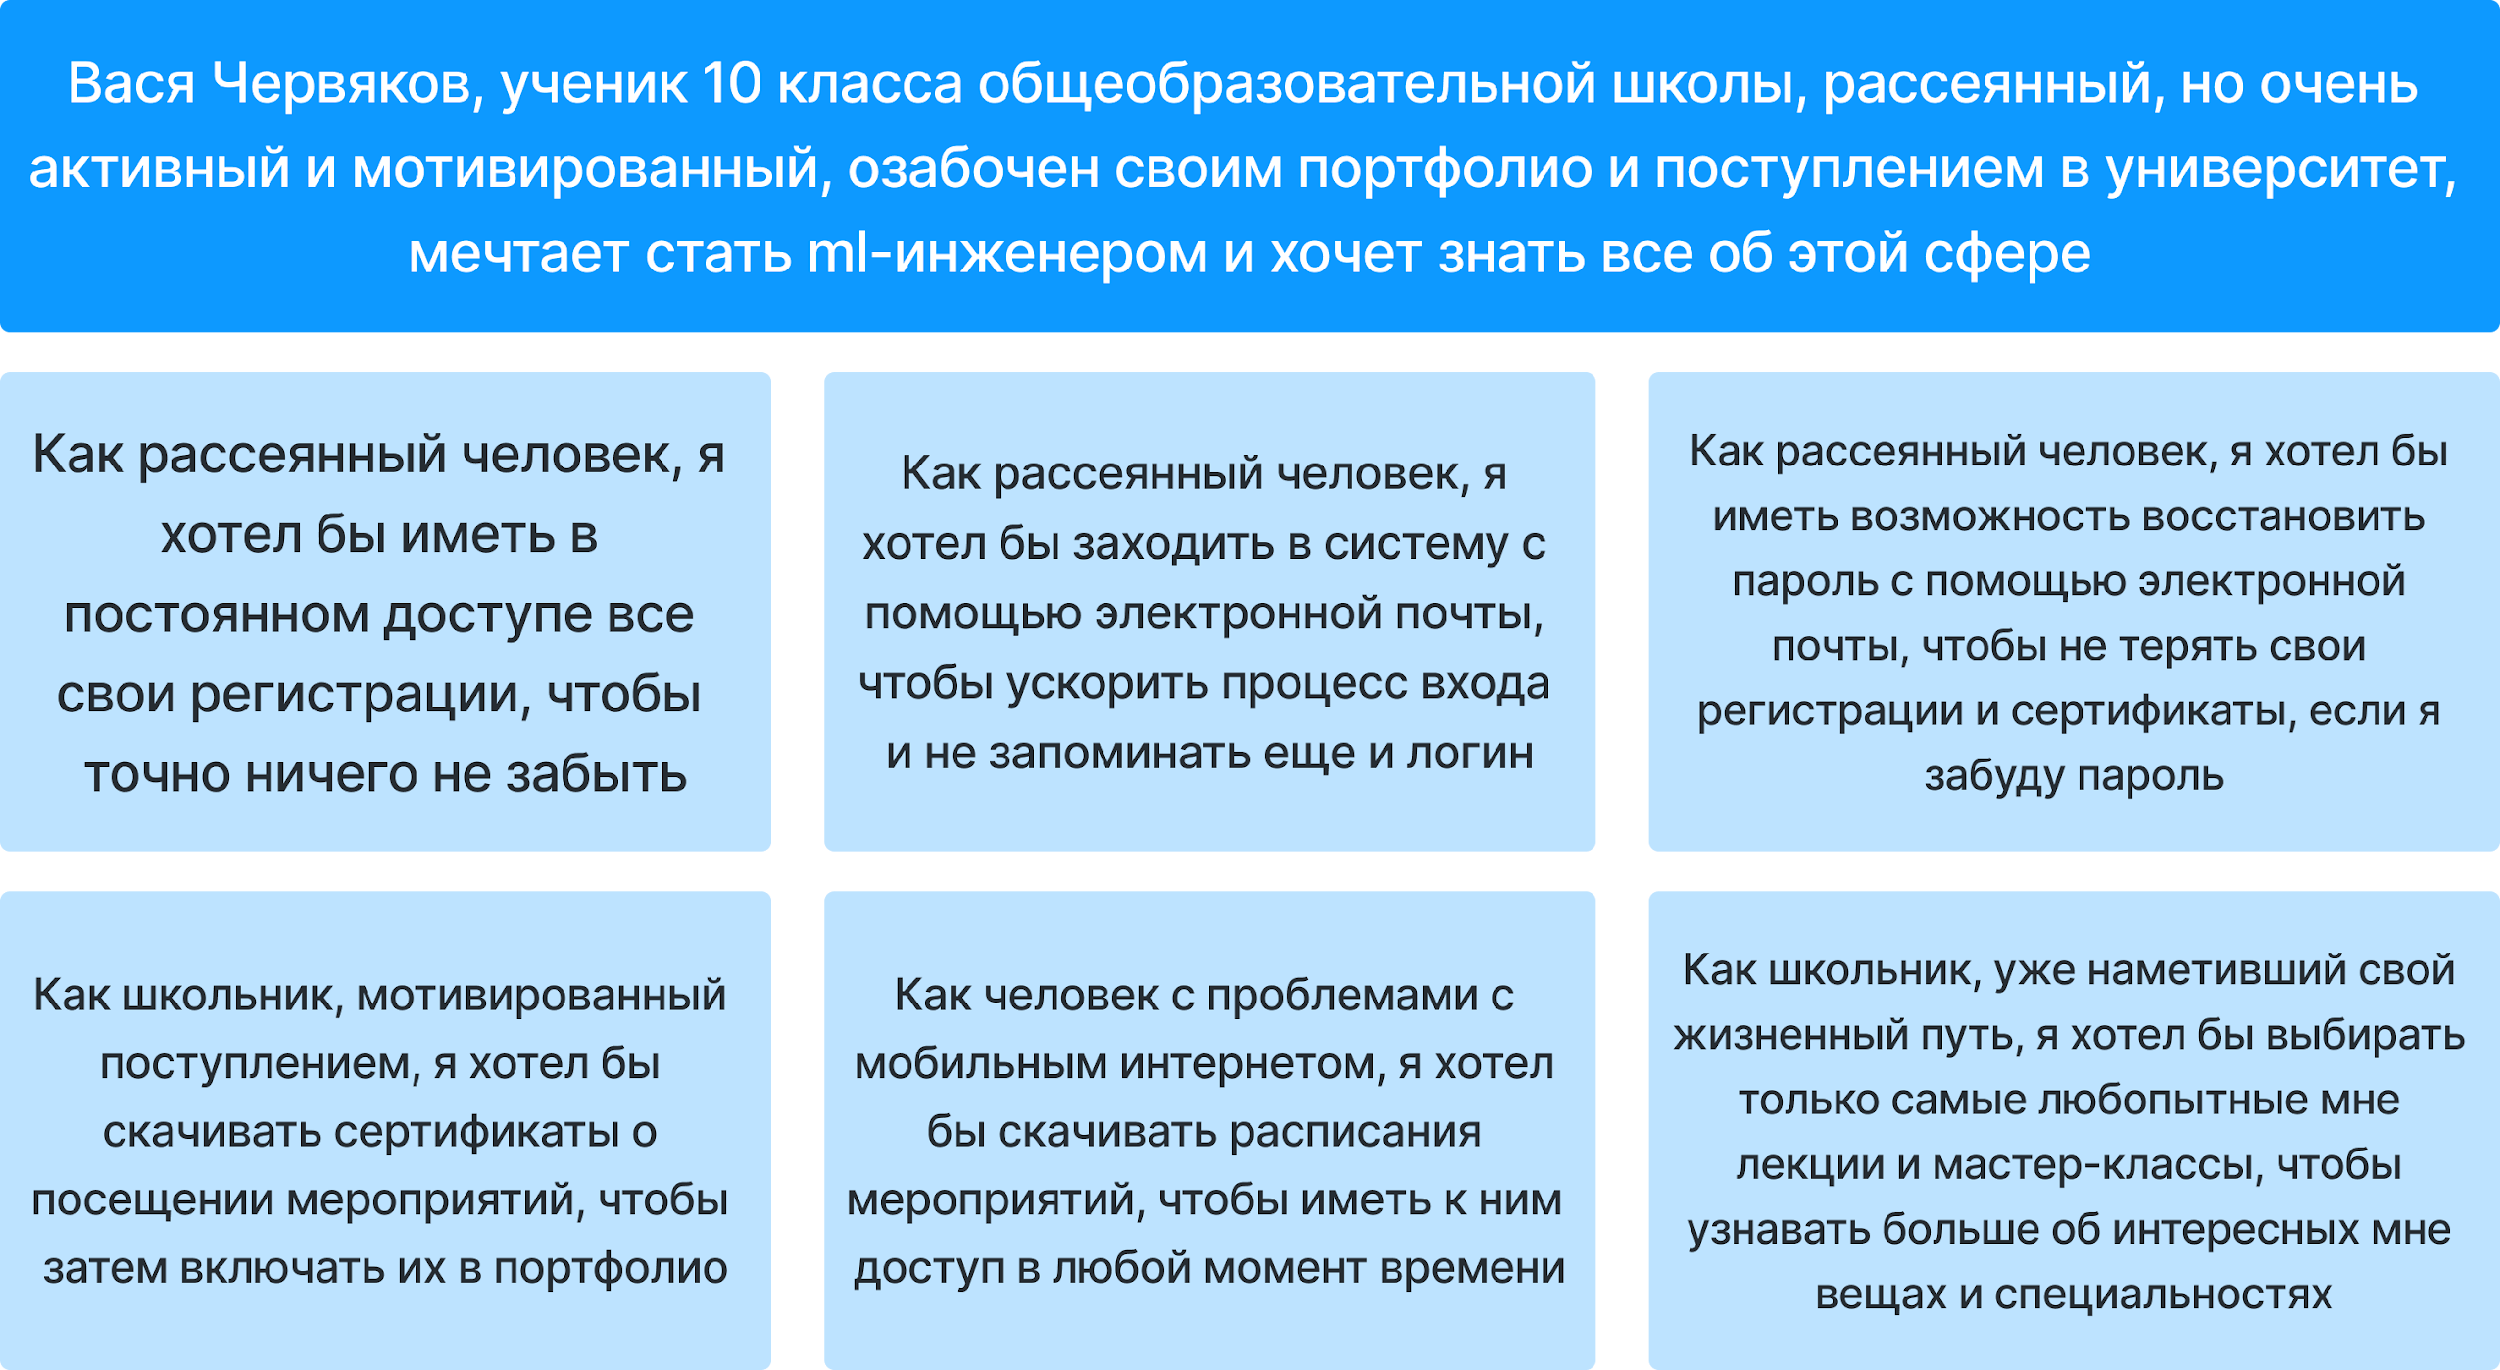 Вася Червяков, ученик 10 класса общеобразовательной школы, рассеянный, но очень
активный и мотивированный, озабочен своим портфолио и поступлением в университет,
мечтает стать ml-инженером и хочет знать все об этой сфере
Как рассеянный человек, я
хотел бы иметь в
постоянном доступе все
свои регистрации, чтобы
точно ничего не забыть
Как рассеянный человек, я
хотел бы заходить в систему с
помощью электронной почты,
чтобы ускорить процесс входа
и не запоминать еще и логин
Как рассеянный человек, я хотел бы
иметь возможность восстановить
пароль с помощью электронной
почты, чтобы не терять свои
регистрации и сертификаты, если я
забуду пароль
Как школьник, мотивированный
поступлением, я хотел бы
скачивать сертификаты о
посещении мероприятий, чтобы
затем включать их в портфолио
Как человек с проблемами с
мобильным интернетом, я хотел
бы скачивать расписания
мероприятий, чтобы иметь к ним
доступ в любой момент времени
Как школьник, уже наметивший свой
жизненный путь, я хотел бы выбирать
только самые любопытные мне
лекции и мастер-классы, чтобы
узнавать больше об интересных мне
вещах и специальностях